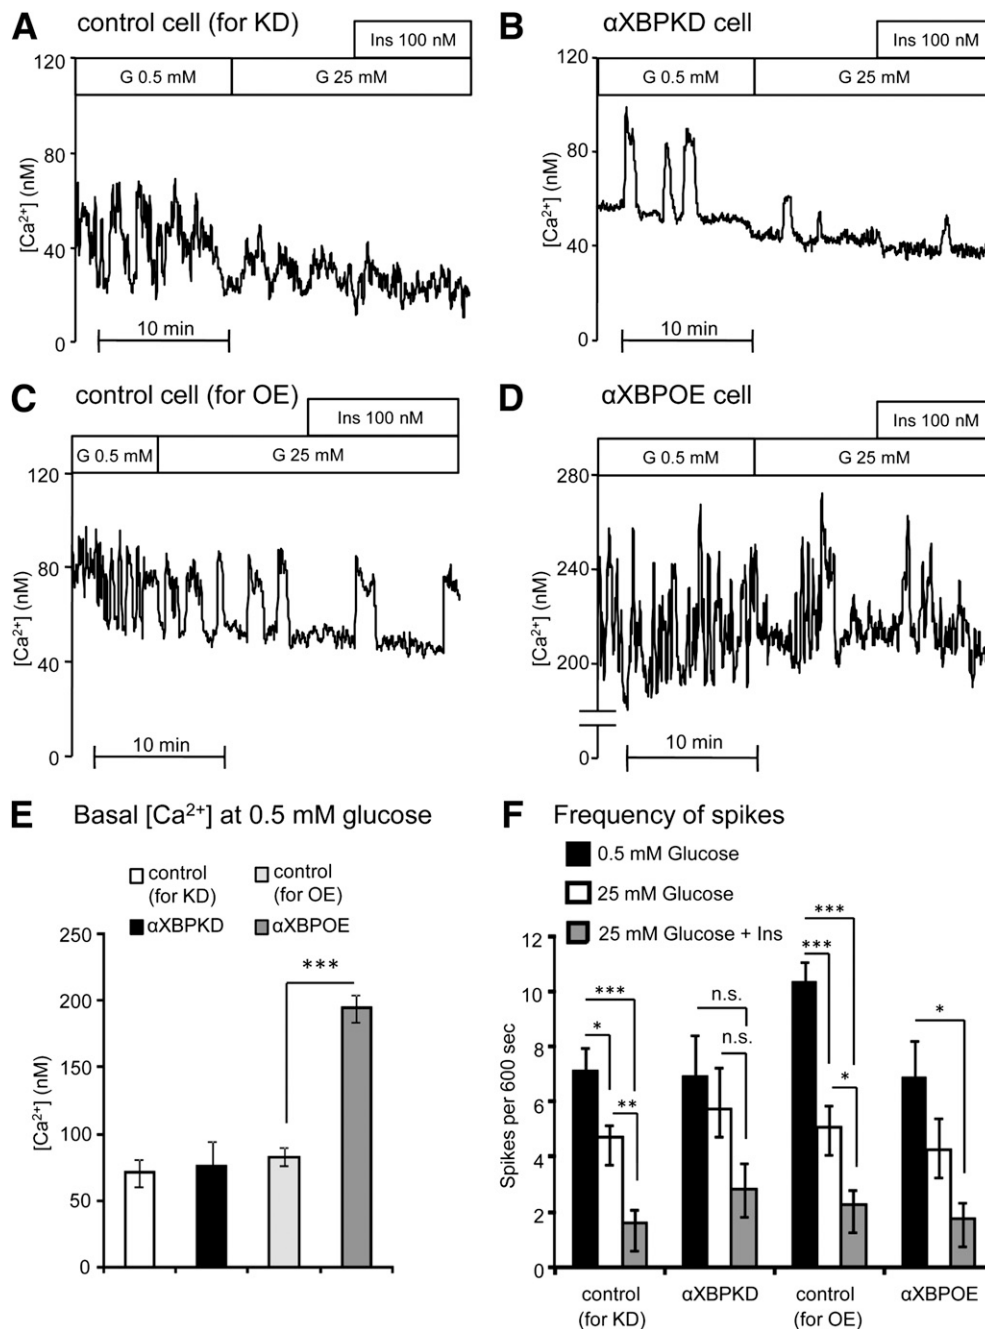 A control cell (for KD)
Ins 100 nM
G 0.5 mM G 25 mM
120
80
40
0
[Ca²⁺] (nM)
10 min
B αXBPKD cell
Ins 100 nM
G 0.5 mM G 25 mM
120
80
40
0
[Ca²⁺] (nM)
10 min
C control cell (for OE)
Ins 100 nM
G 0.5 mM G 25 mM
120
80
40
0
[Ca²⁺] (nM)
10 min
D αXBPOE cell
Ins 100 nM
G 0.5 mM G 25 mM
280
240
200
0
[Ca²⁺] (nM)
10 min
E Basal [Ca²⁺] at 0.5 mM glucose
control (for KD)
control (for OE)
αXBPKD
αXBPOE
250
200
150
100
50
0
[Ca²⁺] (nM)
***
F Frequency of spikes
0.5 mM Glucose
25 mM Glucose
25 mM Glucose + Ins
12
10
8
6
4
2
0
Spikes per 600 sec
***
*
**
n.s.
n.s.
***
***
*
*
control (for KD)
αXBPKD
control (for OE)
αXBPOE